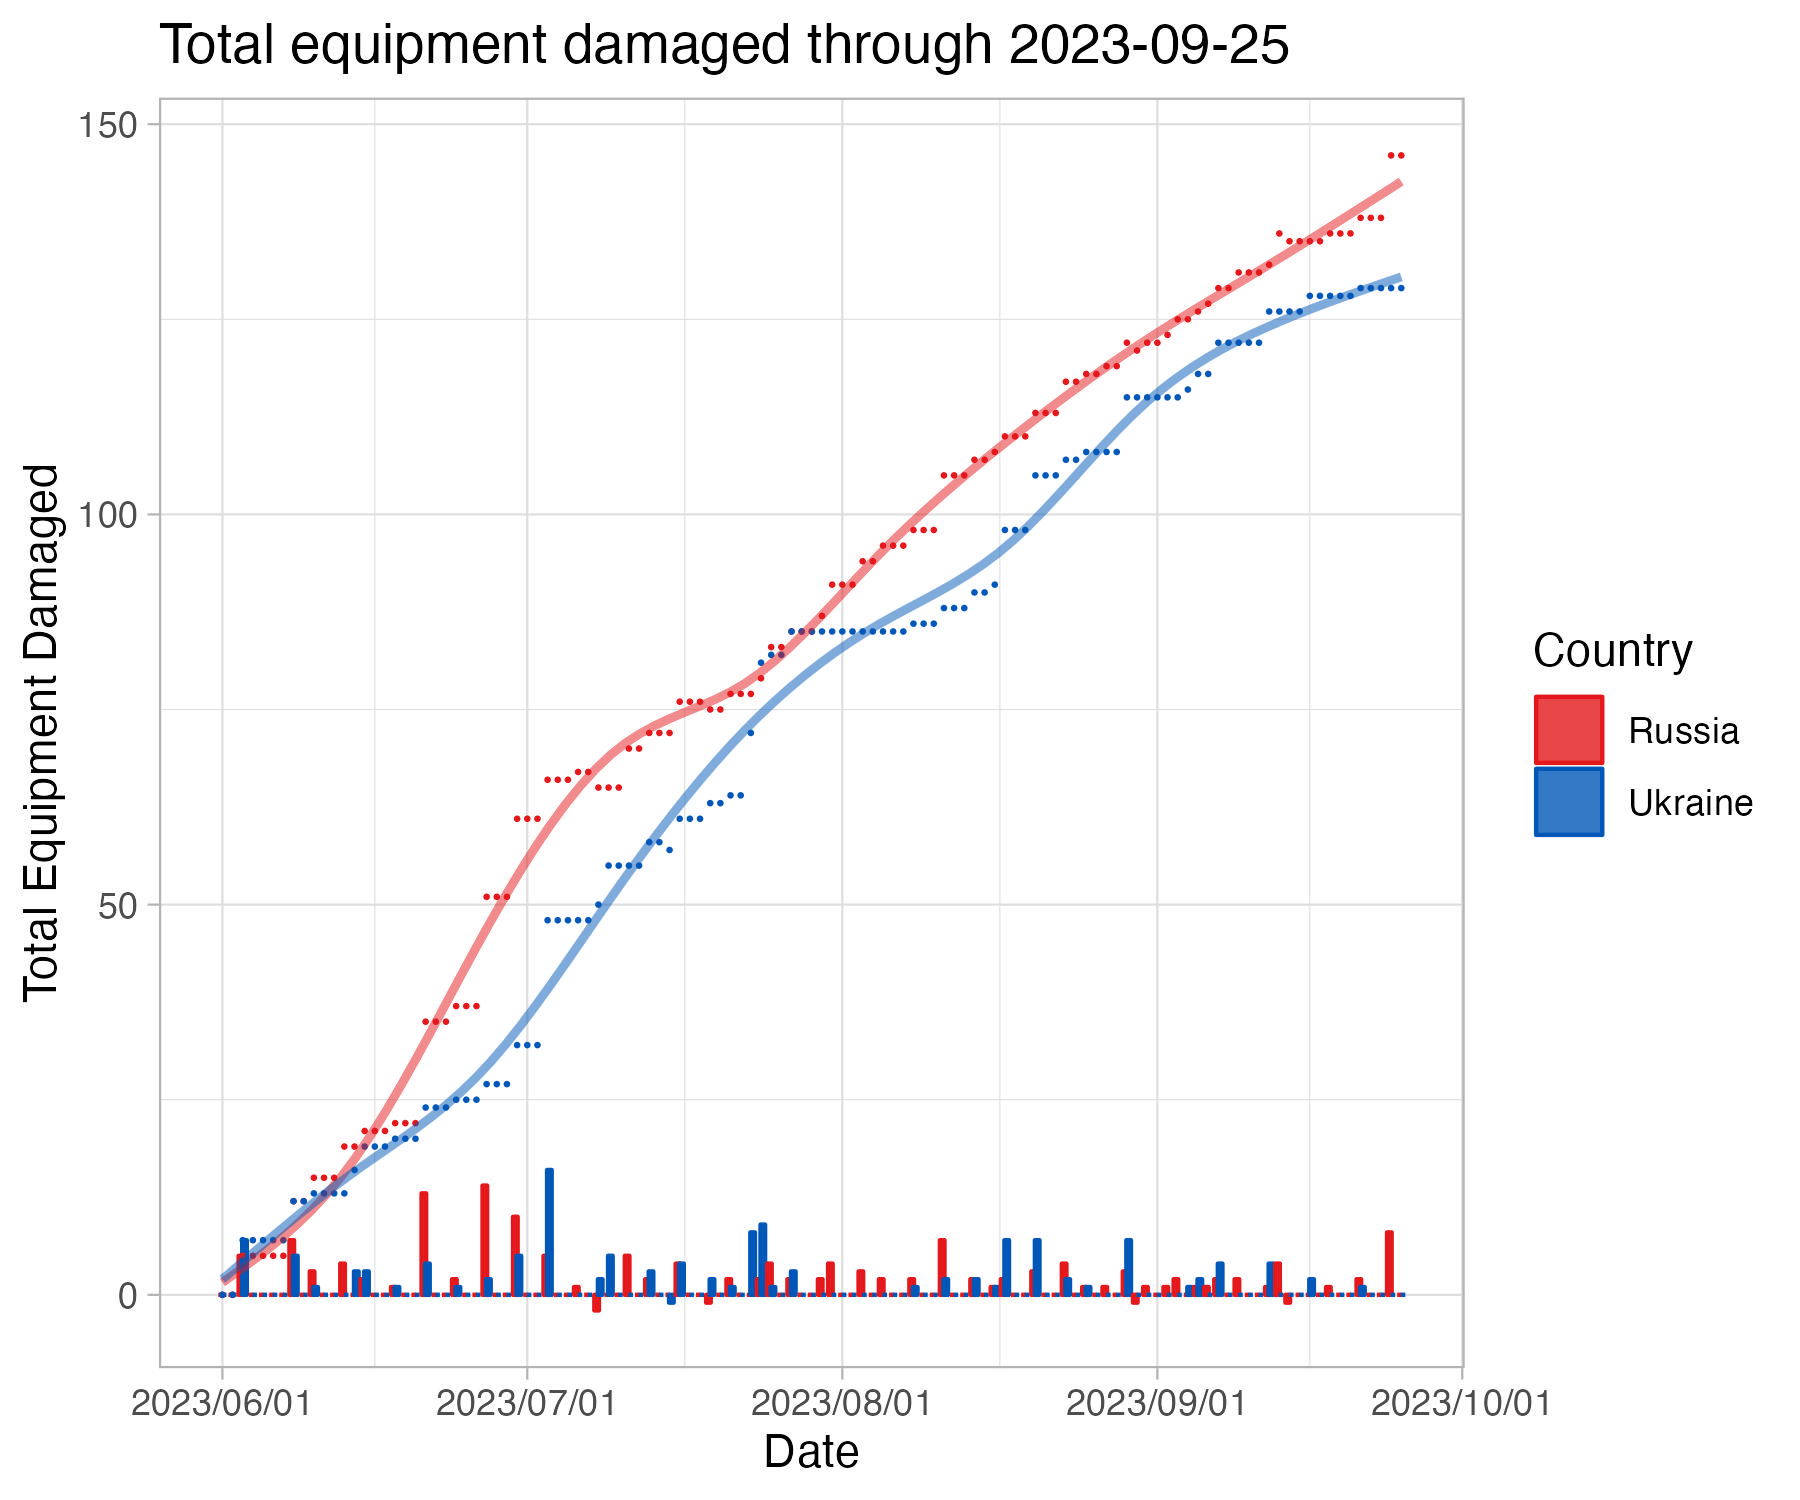 Total equipment damaged through 2023-09-25
Total Equipment Damaged
150
100
50
0
2023/06/01
2023/07/01
2023/08/01
2023/09/01
2023/10/01
Date
Country
Russia
Ukraine